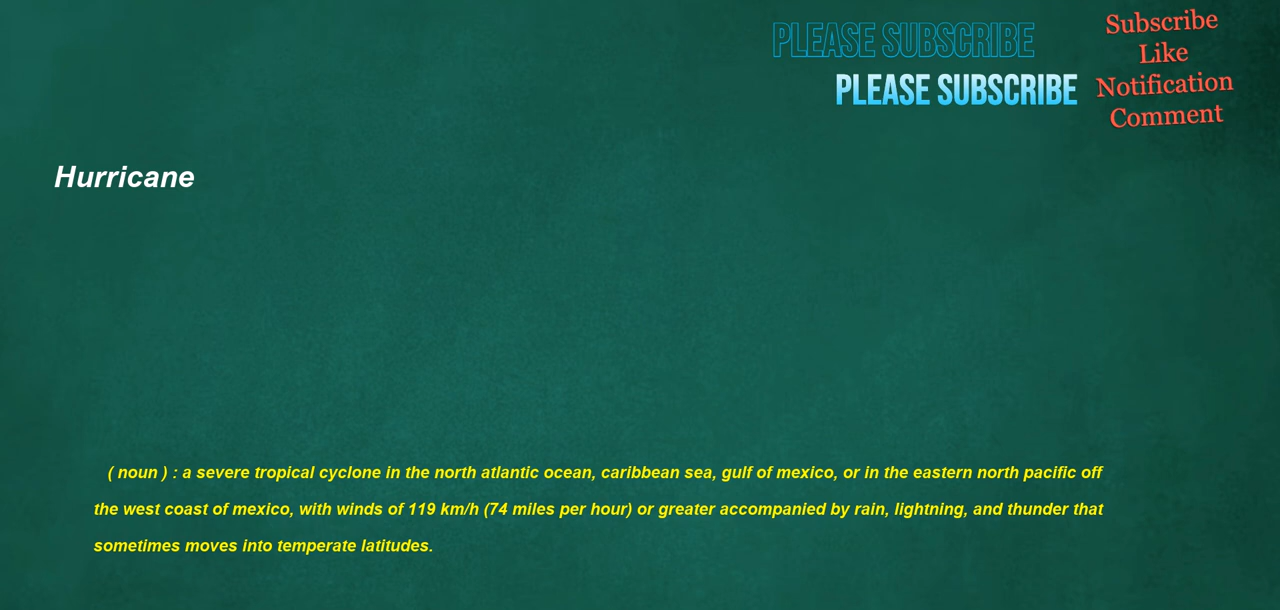 PLEASE SUBSCRIBE
PLEASE SUBSCRIBE
Subscribe
Like
Notification
Comment
Hurricane
( noun ) : a severe tropical cyclone in the north atlantic ocean, caribbean sea, gulf of mexico, or in the eastern north pacific off
the west coast of mexico, with winds of 119 km/h (74 miles per hour) or greater accompanied by rain, lightning, and thunder that
sometimes moves into temperate latitudes.